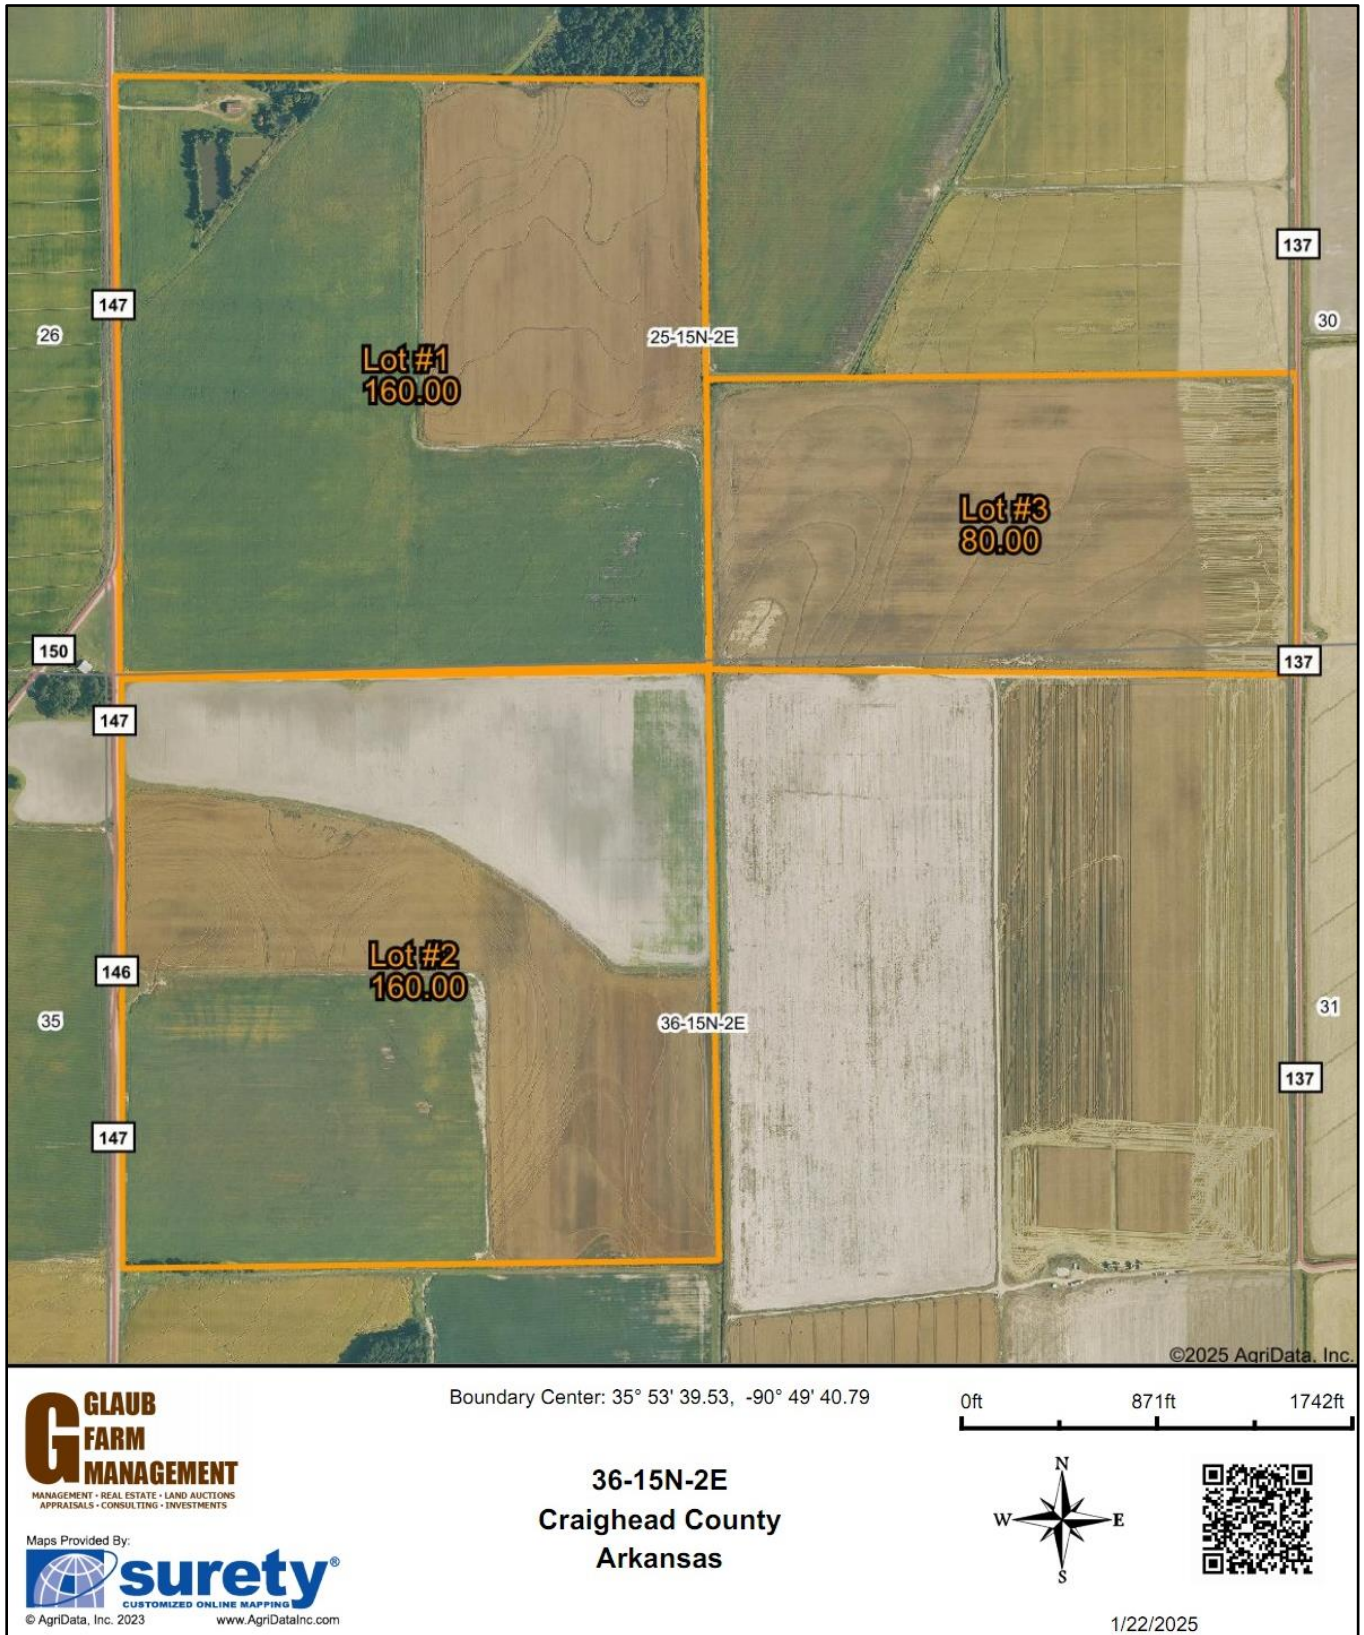 137
147
26
25-15N-2E
30
Lot #1
160.00
Lot #3
80.00
150
137
147
Lot #2
160.00
146
35
36-15N-2E
31
137
147
©2025 AgriData, Inc.
GLAUB
FARM
MANAGEMENT
MANAGEMENT • REAL ESTATE • LAND AUCTIONS
APPRAISALS • CONSULTING • INVESTMENTS
Maps Provided By:
surety®
CUSTOMIZED ONLINE MAPPING
© AgriData, Inc. 2023 www.AgriDataInc.com
Boundary Center: 35° 53' 39.53, -90° 49' 40.79
36-15N-2E
Craighead County
Arkansas
0ft 871ft 1742ft
N
W E
S
1/22/2025